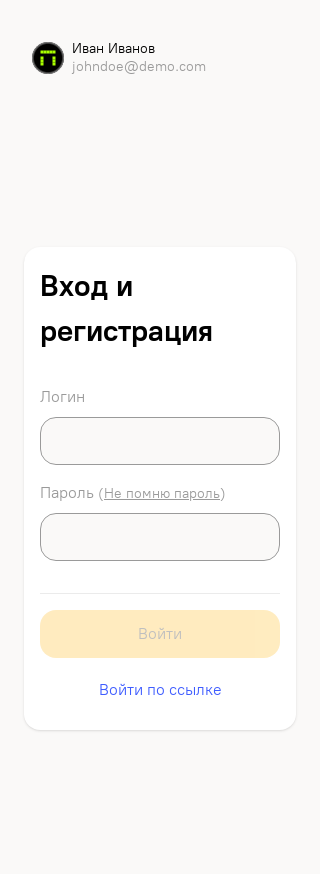 Иван Иванов
johndoe@demo.com
Вход и
регистрация
Логин
Пароль (Не помню пароль)
Войти
Войти по ссылке